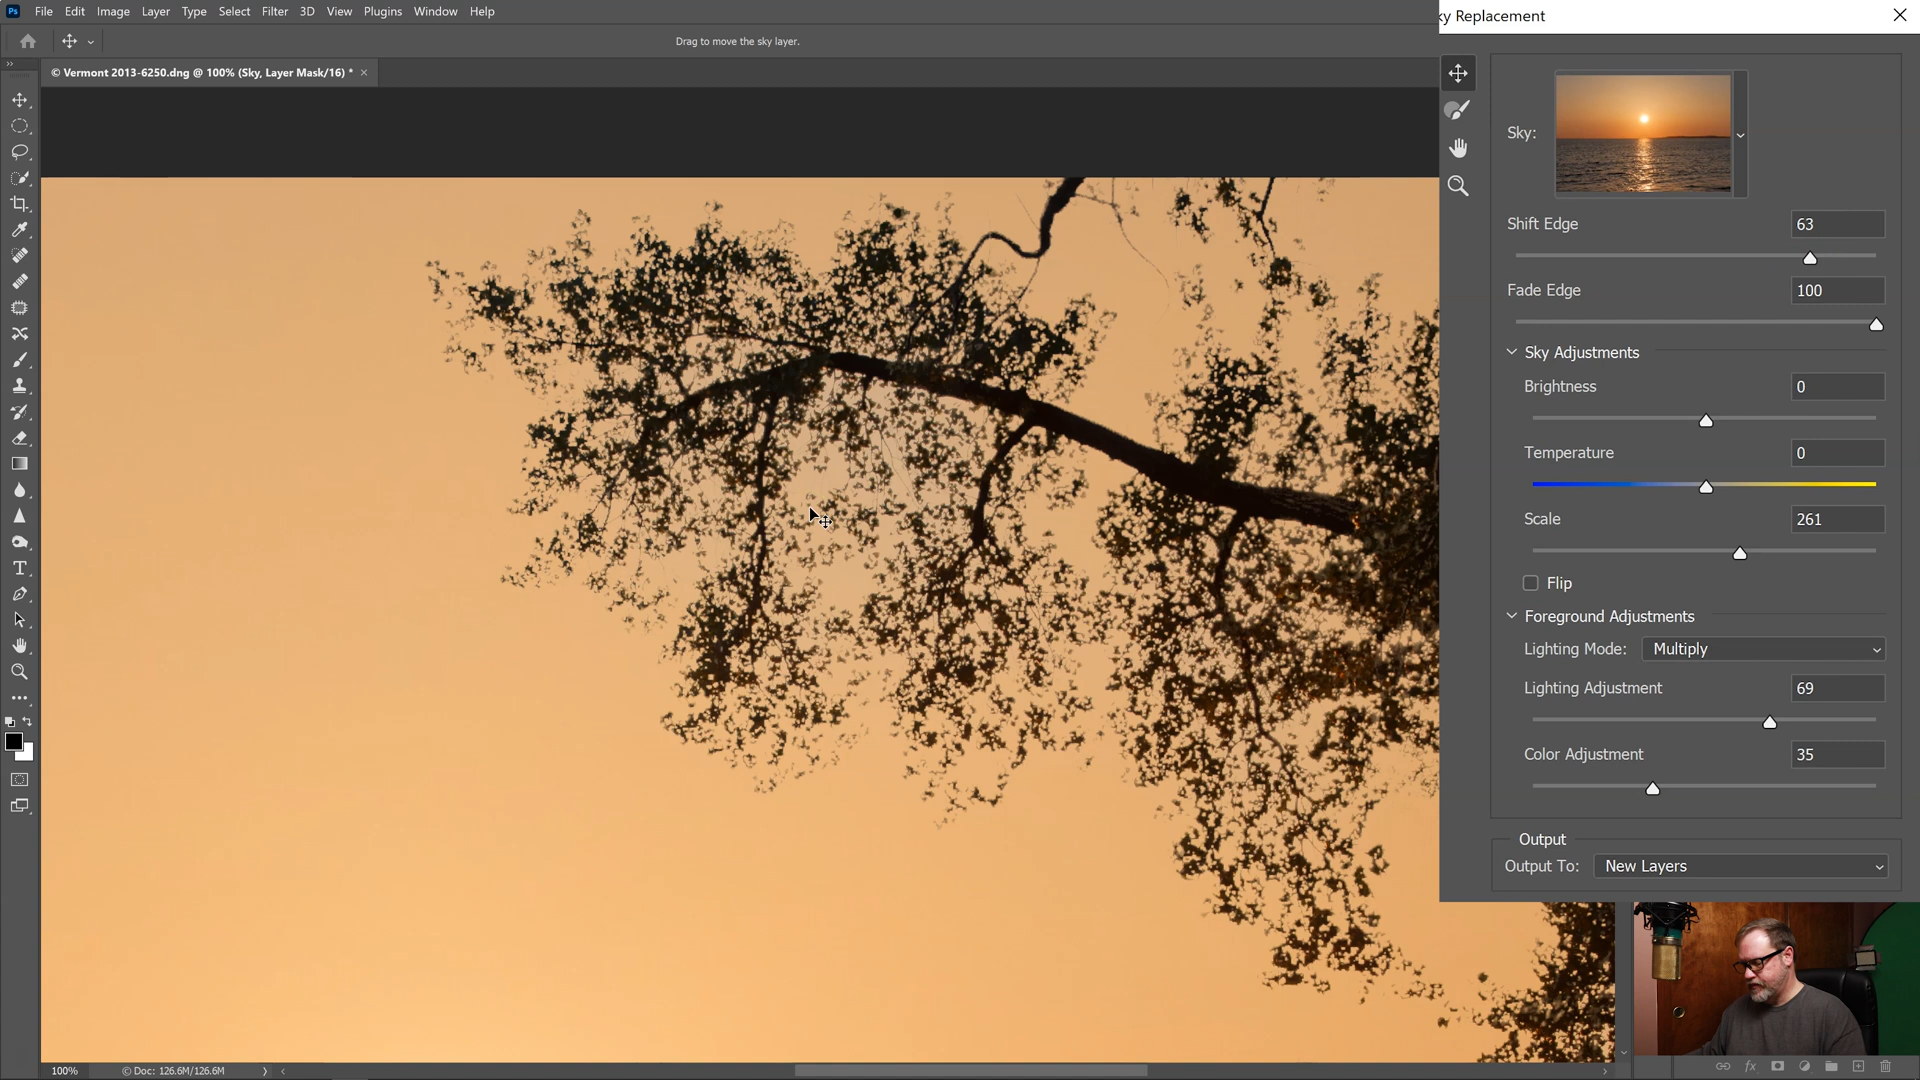 Ps File Edit Image Layer Type Select Filter 3D View Plugins Window Help
Drag to move the sky layer.
© Vermont 2013-6250.dng @ 100% (Sky, Layer Mask/16) * ×
ky Replacement
Sky:
Shift Edge 63
Fade Edge 100
Sky Adjustments
Brightness 0
Temperature 0
Scale 261
Flip
Foreground Adjustments
Lighting Mode: Multiply
Lighting Adjustment 69
Color Adjustment 35
Output
Output To: New Layers
100% © Doc: 126.6M/126.6M
fx